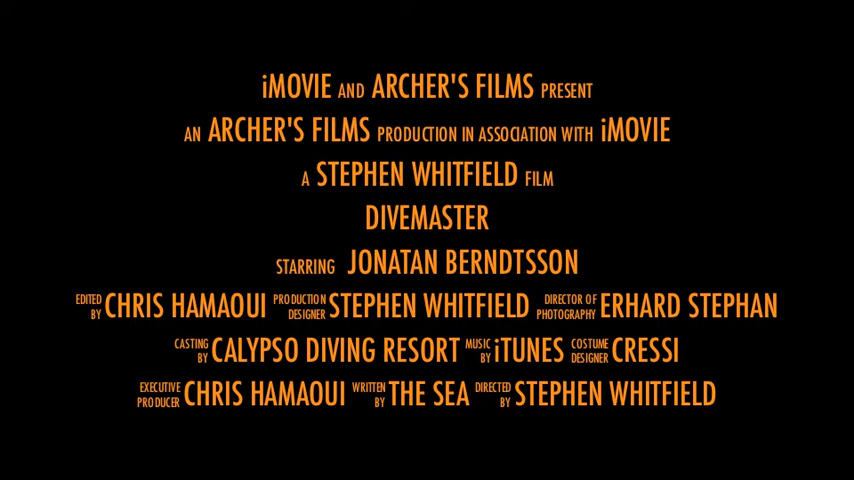 iMOVIE AND ARCHER'S FILMS PRESENT
AN ARCHER'S FILMS PRODUCTION IN ASSOCIATION WITH iMOVIE
A STEPHEN WHITFIELD FILM
DIVEMASTER
STARRING JONATAN BERNDTSSON
EDITED BY CHRIS HAMAOUI PRODUCTION DESIGNER STEPHEN WHITFIELD DIRECTOR OF PHOTOGRAPHY ERHARD STEPHAN
CASTING BY CALYPSO DIVING RESORT MUSIC BY iTUNES COSTUME DESIGNER CRESSI
EXECUTIVE PRODUCER CHRIS HAMAOUI WRITTEN BY THE SEA DIRECTED BY STEPHEN WHITFIELD